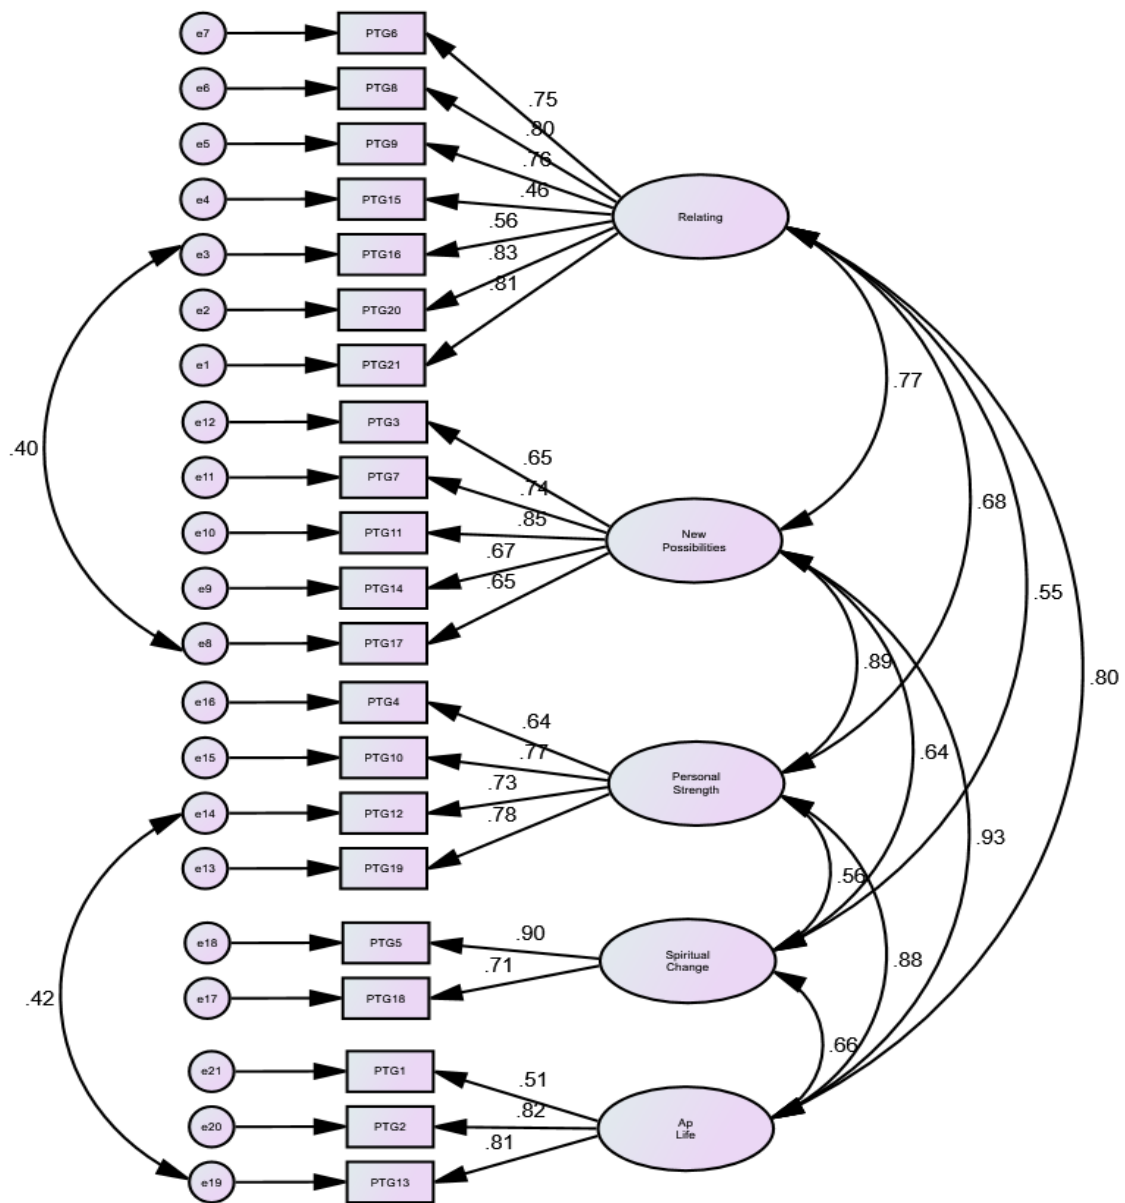 e7
PTG6
e6
PTG8
.75
e5
PTG9
.80
.76
e4
PTG15
.46
Relating
e3
PTG16
.56
.83
e2
PTG20
.81
e1
PTG21
.77
e12
PTG3
.40
.65
e11
PTG7
.74
.68
e10
PTG11
.85
New
Possibilities
.67
e9
PTG14
.65
.55
e8
PTG17
.89
.80
e16
PTG4
.64
e15
PTG10
.77
.64
Personal
Strength
.73
e14
PTG12
.78
.93
e13
PTG19
.56
e18
PTG5
.90
.88
Spiritual
Change
.71
.42
e17
PTG18
.66
e21
PTG1
.51
.82
e20
PTG2
Ap
Life
.81
e19
PTG13